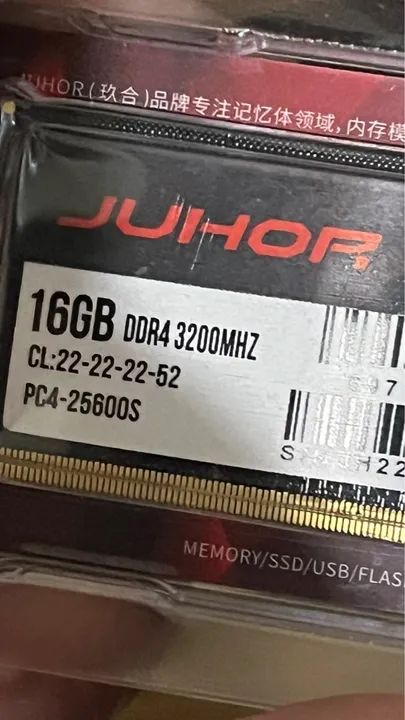 JUHOR(玖合)品牌专注记忆体领域,内存模
JUHOR
16GB DDR4 3200MHZ
CL:22-22-22-52
PC4-25600S
MEMORY/SSD/USB/FLAS